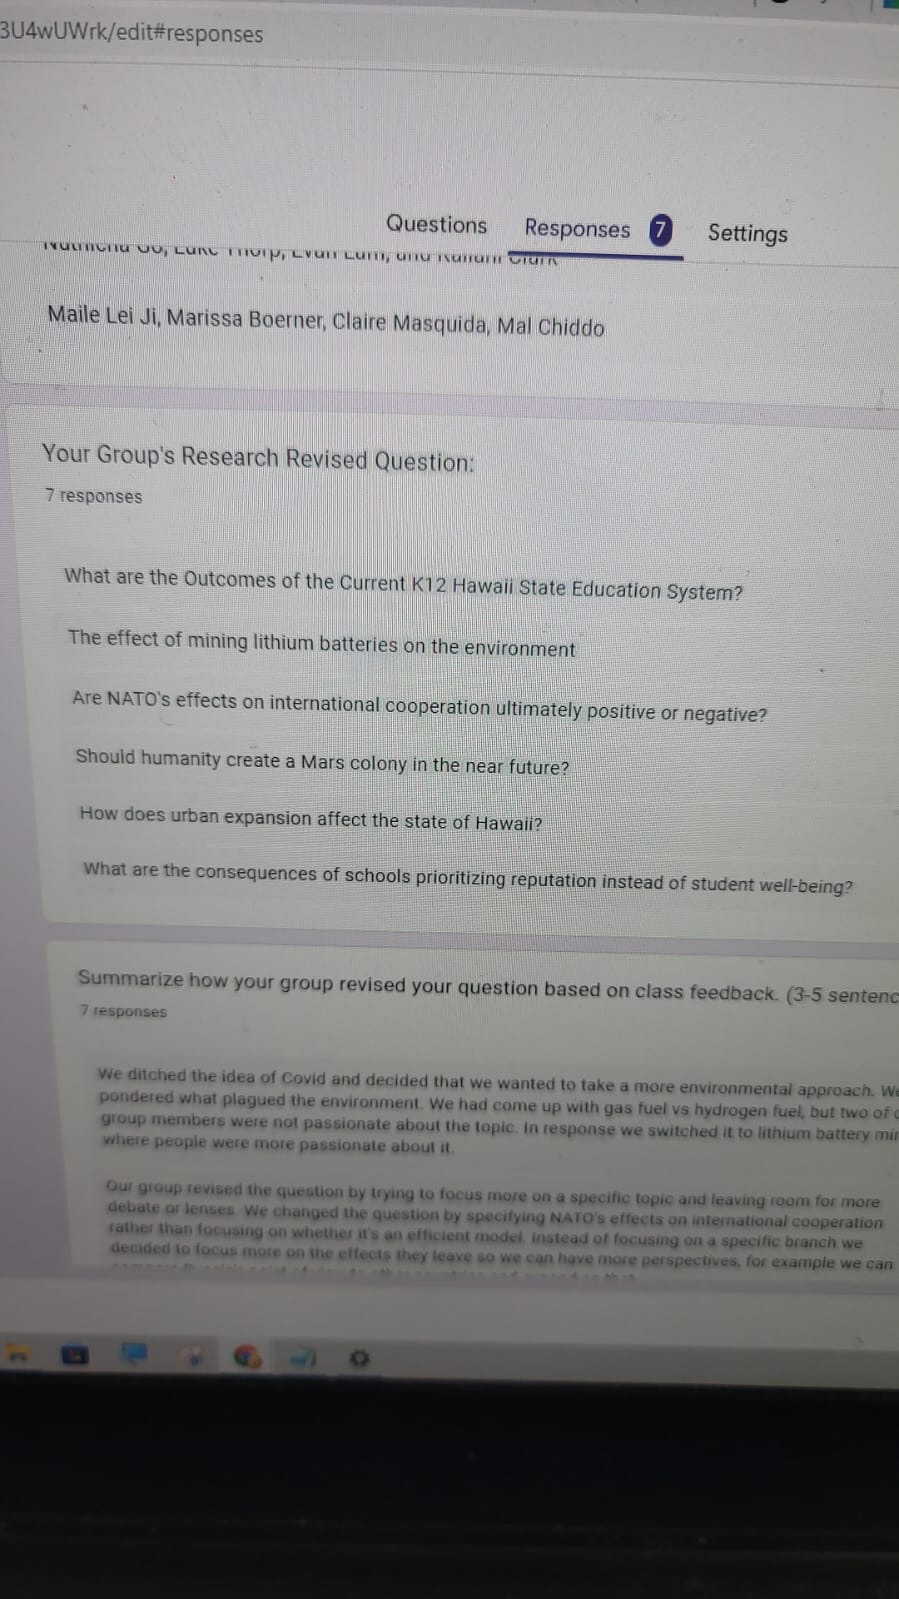 3U4wUWrk/edit#responses
Questions Responses 7 Settings
Maile Lei Ji, Marissa Boerner, Claire Masquida, Mal Chiddo
Your Group's Research Revised Question:
7 responses
What are the Outcomes of the Current K12 Hawaii State Education System?
The effect of mining lithium batteries on the environment
Are NATO's effects on international cooperation ultimately positive or negative?
Should humanity create a Mars colony in the near future?
How does urban expansion affect the state of Hawaii?
What are the consequences of schools prioritizing reputation instead of student well-being?
Summarize how your group revised your question based on class feedback. (3-5 sentenc
7 responses
We ditched the idea of Covid and decided that we wanted to take a more environmental approach. We
pondered what plagued the environment. We had come up with gas fuel vs hydrogen fuel, but two of o
group members were not passionate about the topic. In response we switched it to lithium battery min
where people were more passionate about it.
Our group revised the question by trying to focus more on a specific topic and leaving room for more
debate or lenses. We changed the question by specifying NATO's effects on international cooperation
rather than focusing on whether it's an efficient model. Instead of focusing on a specific branch we
decided to focus more on the effects they leave so we can have more perspectives, for example we can